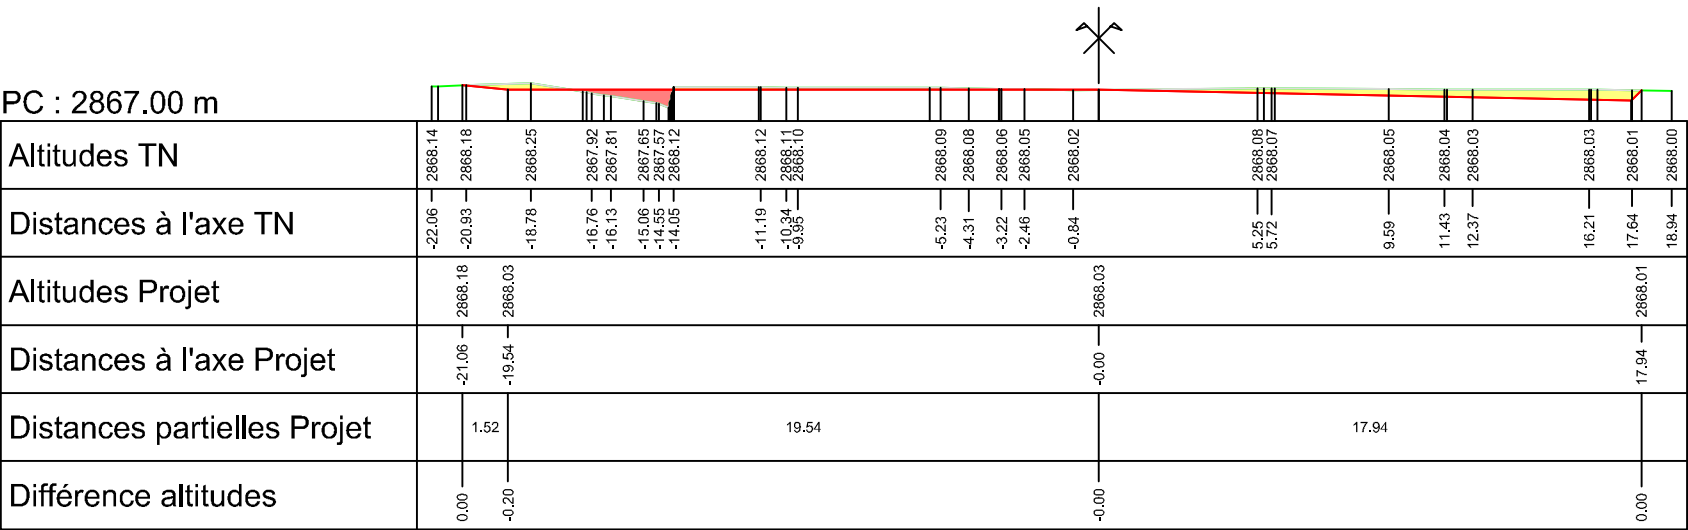 PC : 2867.00 m
Altitudes TN
2868.14 2868.18 2868.25 2867.92 2867.81 2867.65 2867.57 2868.12 2868.12 2868.11 2868.10 2868.09 2868.08 2868.06 2868.05 2868.02 2868.08 2868.07 2868.05 2868.04 2868.03 2868.03 2868.01 2868.00
Distances à l'axe TN
-22.06 -20.93 -18.78 -16.76 -16.13 -15.06 -14.55 -14.05 -11.19 -10.34 -9.95 -5.23 -4.31 -3.22 -2.46 -0.84 5.25 5.72 9.59 11.43 12.37 16.21 17.64 18.94
Altitudes Projet
2868.18 2868.03 2868.03 2868.01
Distances à l'axe Projet
-21.06 -19.54 -0.00 17.94
Distances partielles Projet
1.52 19.54 17.94
Différence altitudes
0.00 -0.20 -0.00 0.00